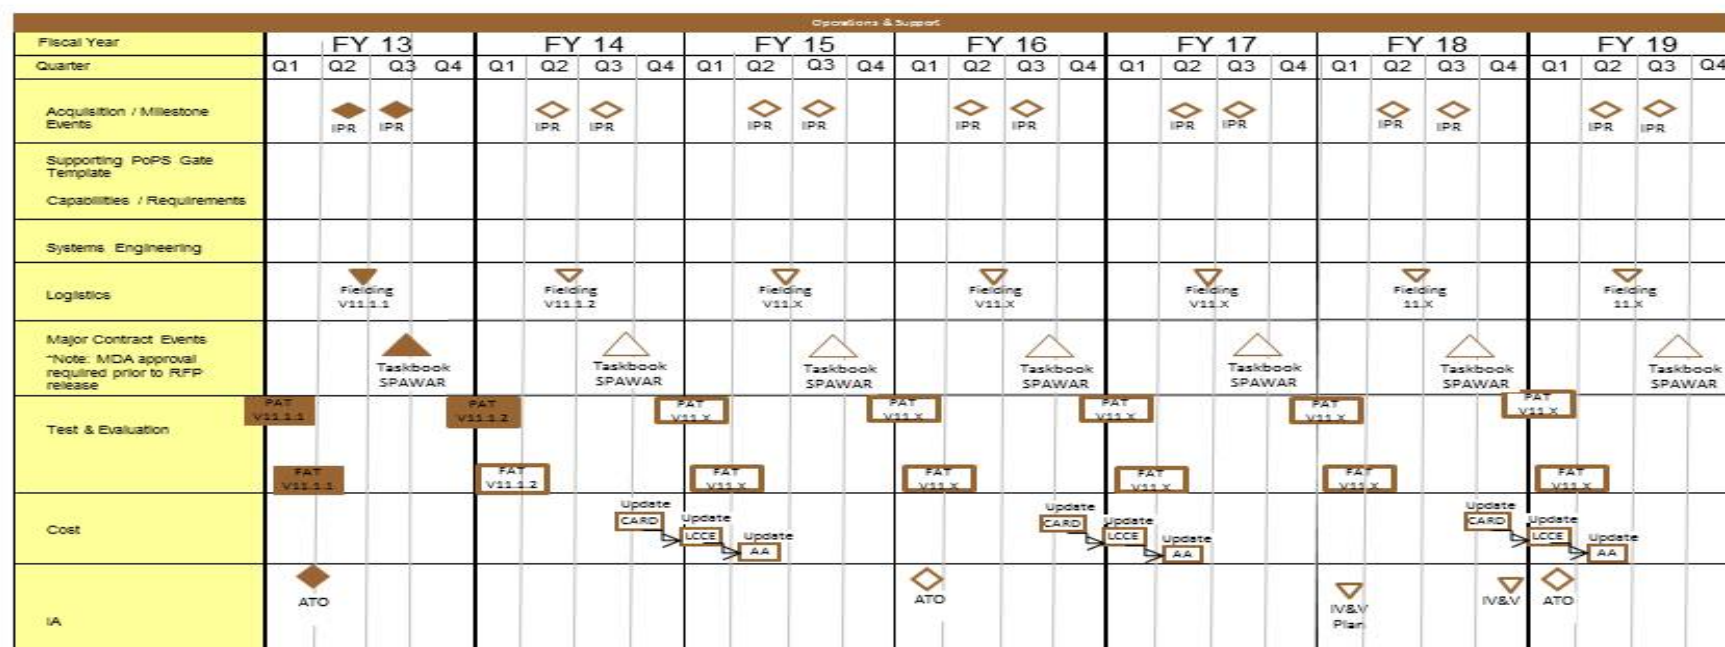 Operations & Support
Fiscal Year FY 13 FY 14 FY 15 FY 16 FY 17 FY 18 FY 19
Quarter Q1 Q2 Q3 Q4 Q1 Q2 Q3 Q4 Q1 Q2 Q3 Q4 Q1 Q2 Q3 Q4 Q1 Q2 Q3 Q4 Q1 Q2 Q3 Q4 Q1 Q2 Q3 Q4
Acquisition / Milestone
Events
IPR IPR IPR IPR IPR IPR IPR IPR IPR IPR IPR IPR IPR IPR
Supporting PoPS Gate
Template
Capabilities / Requirements
Systems Engineering
Logistics
Fielding Fielding Fielding Fielding Fielding Fielding Fielding
V11.1.1 V11.1.2 V11.X V11.X V11.X 11.X 11.X
Major Contract Events
*Note: MDA approval
required prior to RFP
release
Taskbook Taskbook Taskbook Taskbook Taskbook Taskbook Taskbook
SPAWAR SPAWAR SPAWAR SPAWAR SPAWAR SPAWAR SPAWAR
Test & Evaluation
PAT PAT PAT PAT PAT PAT PAT
V11.1.1 V11.1.2 V11.X V11.X V11.X V11.X V11.X
FAT FAT FAT FAT FAT FAT FAT
V11.1.1 V11.1.2 V11.X V11.X V11.X V11.X V11.X
Cost
Update Update Update
CARD CARD CARD
Update Update Update
LCCE LCCE LCCE
Update Update Update
AA AA AA
IA
ATO ATO IV&V IV&V ATO
Plan